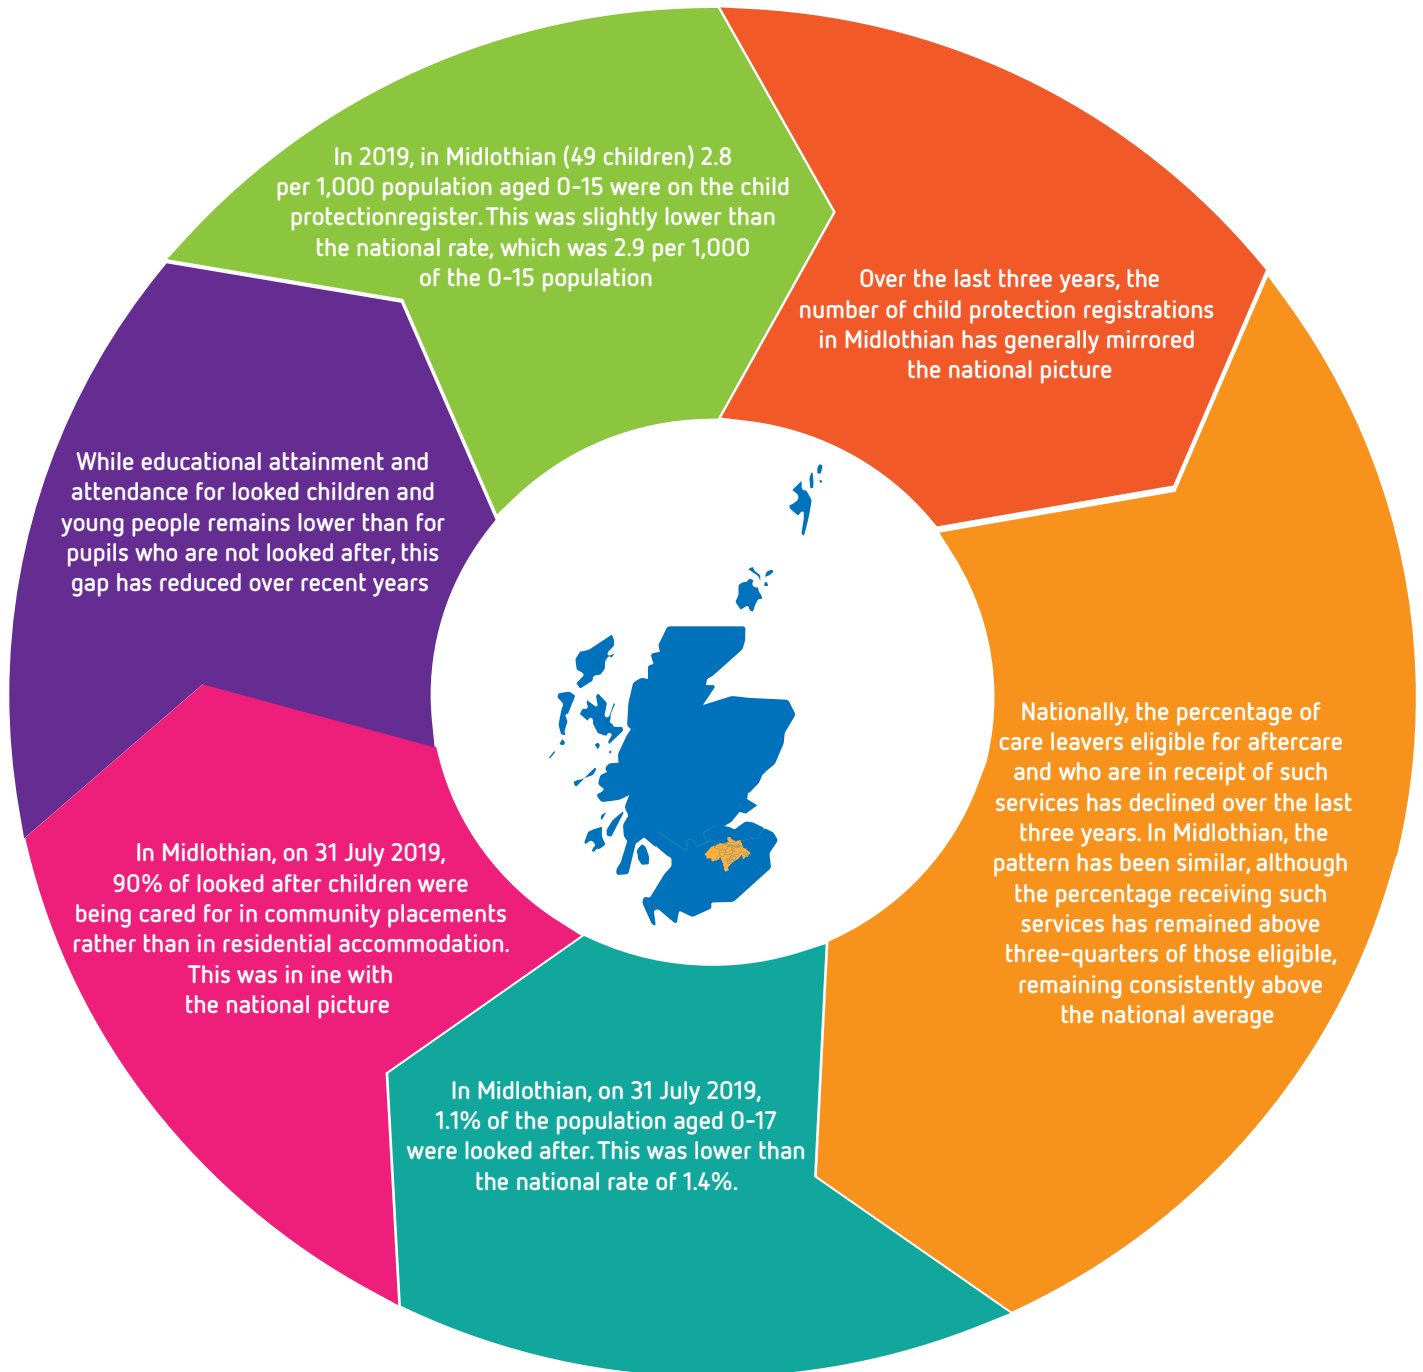 In 2019, in Midlothian (49 children) 2.8
per 1,000 population aged 0-15 were on the child
protectionregister. This was slightly lower than
the national rate, which was 2.9 per 1,000
of the 0-15 population
Over the last three years, the
number of child protection registrations
in Midlothian has generally mirrored
the national picture
Nationally, the percentage of
care leavers eligible for aftercare
and who are in receipt of such
services has declined over the last
three years. In Midlothian, the
pattern has been similar, although
the percentage receiving such
services has remained above
three-quarters of those eligible,
remaining consistently above
the national average
In Midlothian, on 31 July 2019,
1.1% of the population aged 0-17
were looked after. This was lower than
the national rate of 1.4%.
In Midlothian, on 31 July 2019,
90% of looked after children were
being cared for in community placements
rather than in residential accommodation.
This was in ine with
the national picture
While educational attainment and
attendance for looked children and
young people remains lower than for
pupils who are not looked after, this
gap has reduced over recent years